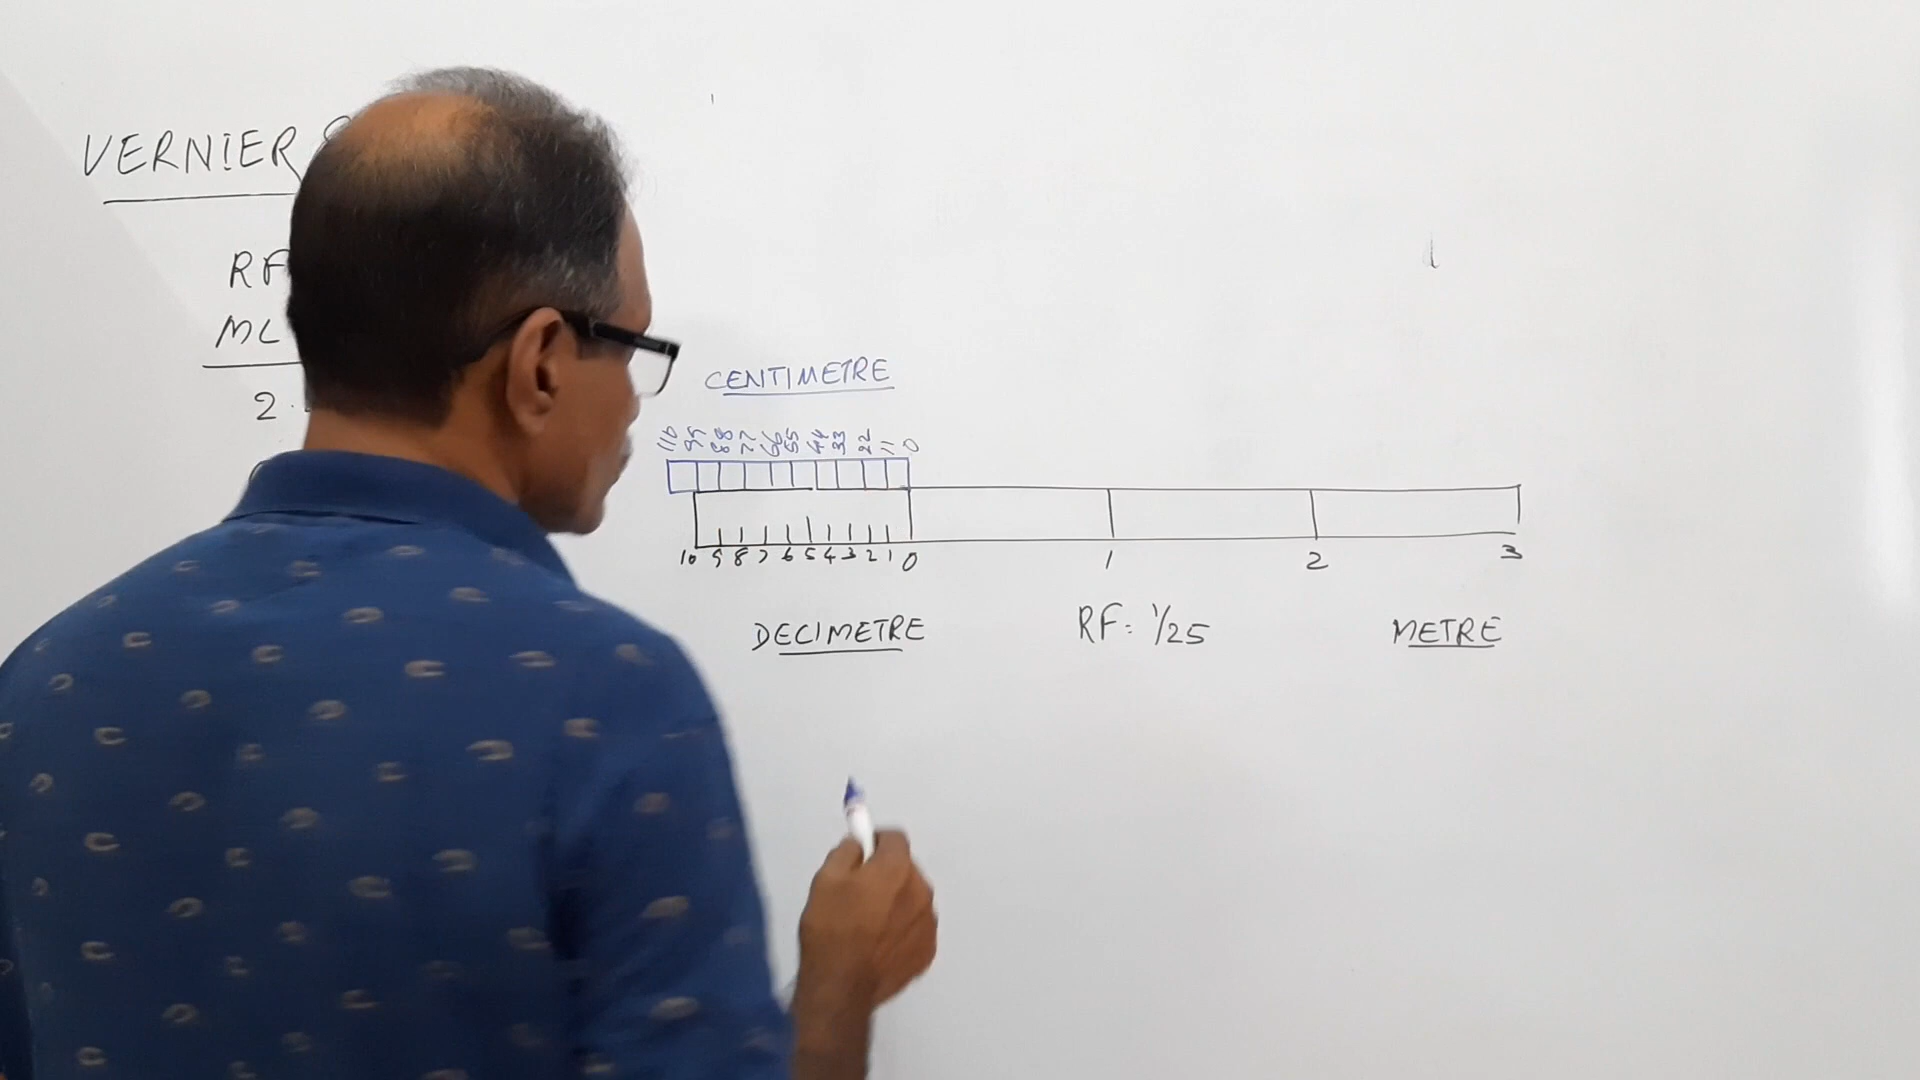 VERNIER
RF
ML
2.
CENTIMETRE
110 99 88 77 66 55 44 33 22 11 0
10 9 8 7 6 5 4 3 2 1 0 1 2 3
DECIMETRE RF: 1/25 METRE